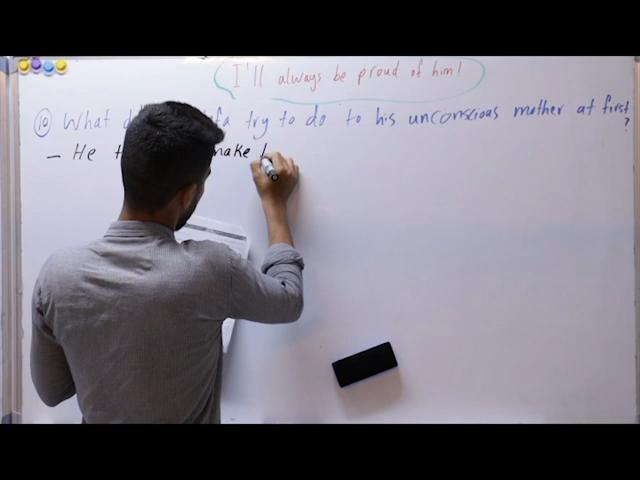 I'll always be proud of him!
10 What fa try to do to his unconscious mother at first
?
- He make